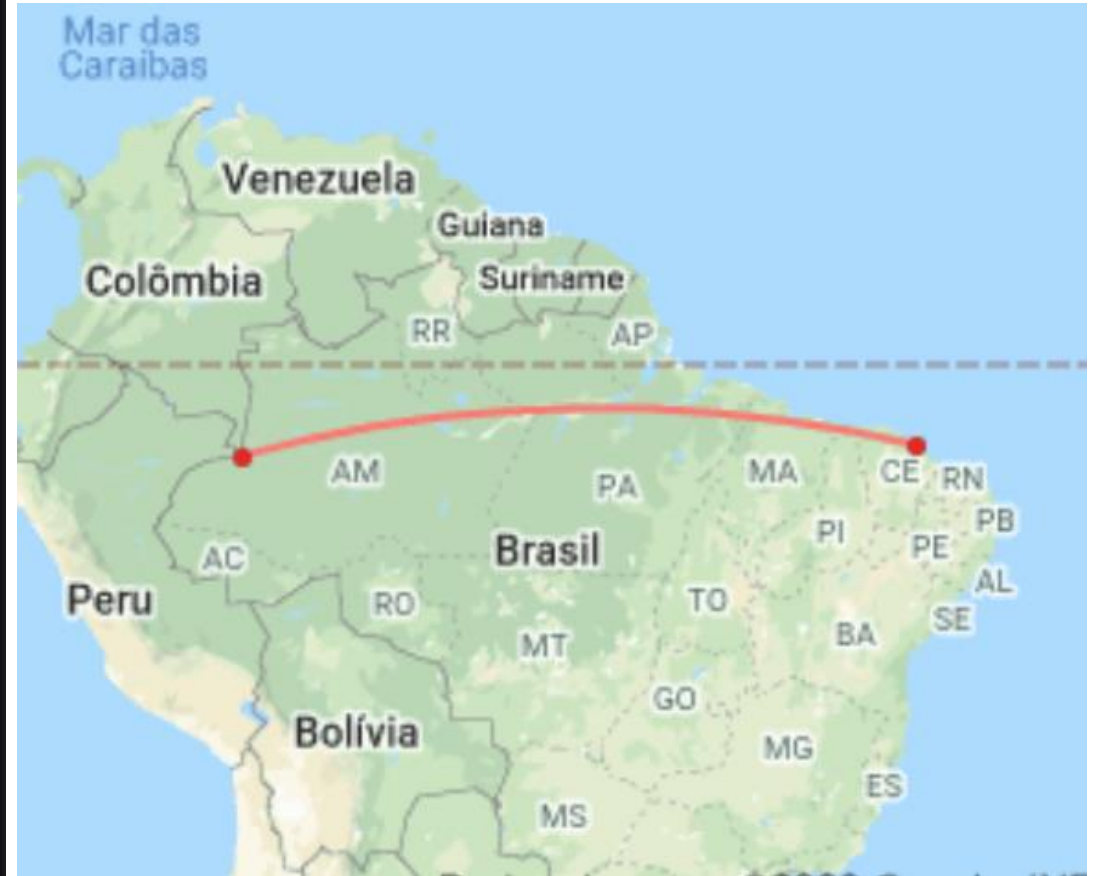 Mar das
Caraibas
Venezuela
Guiana
Colômbia
Suriname
RR
AP
AM
PA
MA
CE
RN
PI
PB
PE
Brasil
AC
AL
Peru
RO
TO
SE
MT
BA
GO
Bolívia
MG
ES
MS